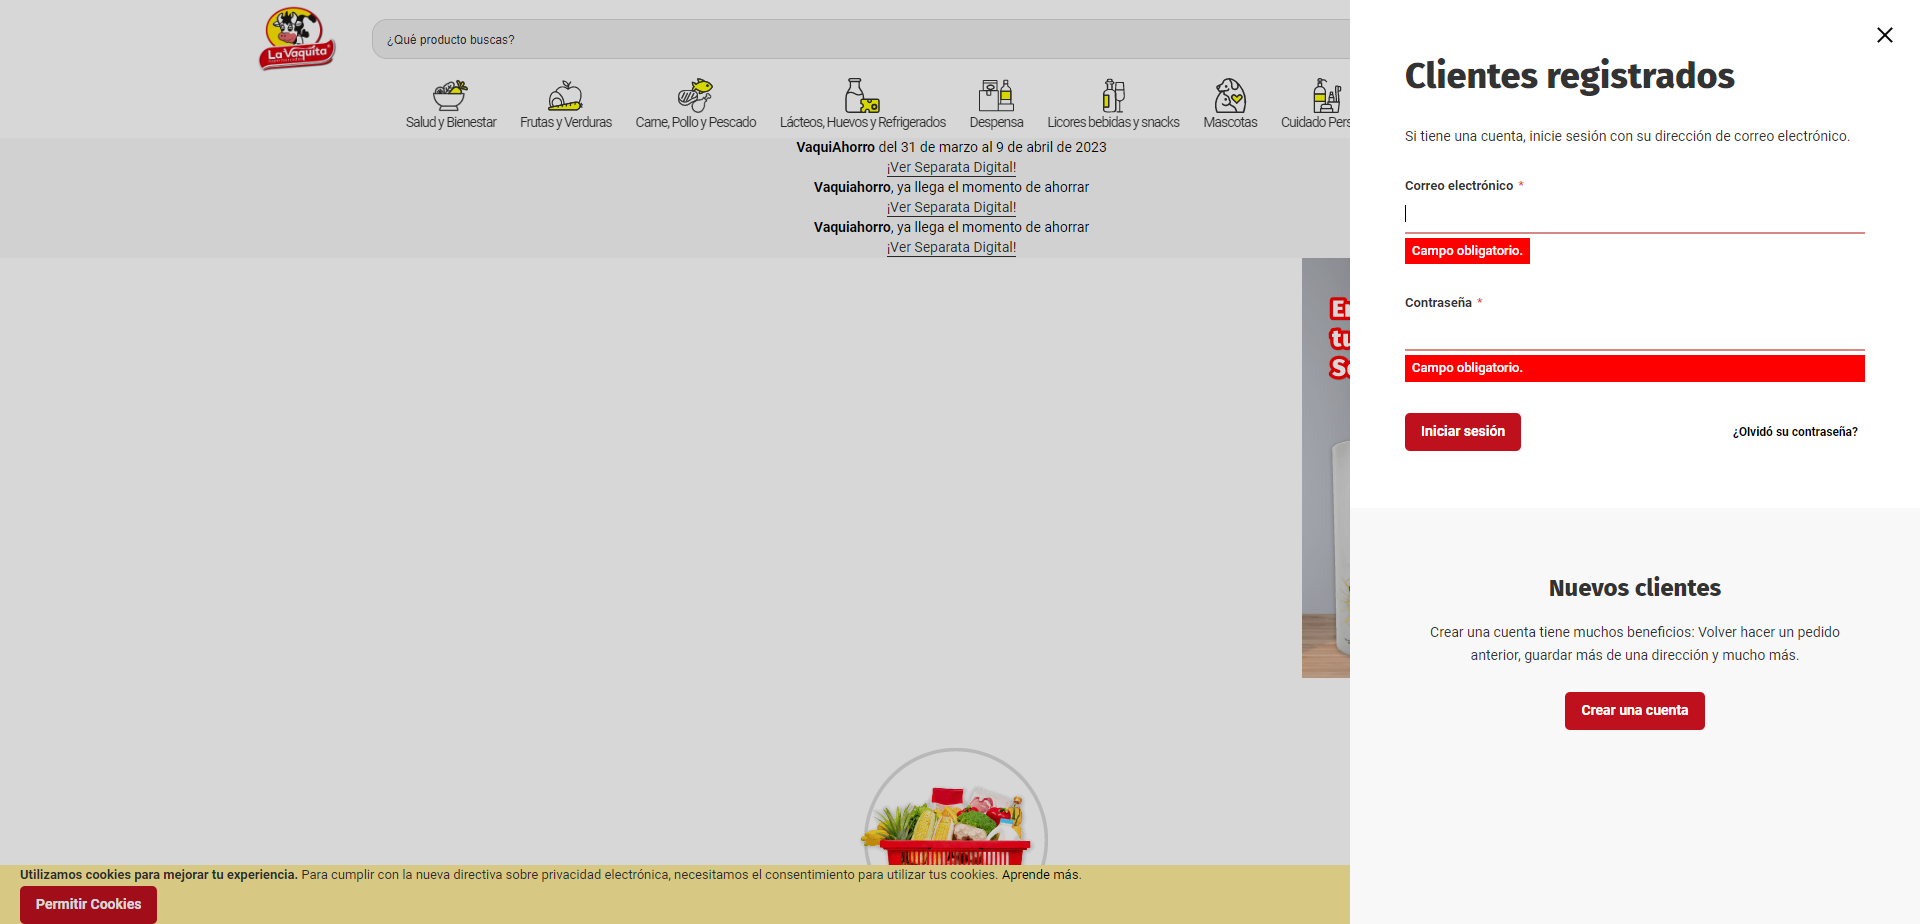 La Vaquita
¿Qué producto buscas?
Salud y Bienestar
Frutas y Verduras
Carne, Pollo y Pescado
Lácteos, Huevos y Refrigerados
Despensa
Licores bebidas y snacks
Mascotas
Cuidado Pers
VaquiAhorro del 31 de marzo al 9 de abril de 2023
¡Ver Separata Digital!
Vaquiahorro, ya llega el momento de ahorrar
¡Ver Separata Digital!
Vaquiahorro, ya llega el momento de ahorrar
¡Ver Separata Digital!
Utilizamos cookies para mejorar tu experiencia. Para cumplir con la nueva directiva sobre privacidad electrónica, necesitamos el consentimiento para utilizar tus cookies. Aprende más.
Permitir Cookies
Clientes registrados
Si tiene una cuenta, inicie sesión con su dirección de correo electrónico.
Correo electrónico *
Campo obligatorio.
Contraseña *
Campo obligatorio.
Iniciar sesión
¿Olvidó su contraseña?
Nuevos clientes
Crear una cuenta tiene muchos beneficios: Volver hacer un pedido
anterior, guardar más de una dirección y mucho más.
Crear una cuenta